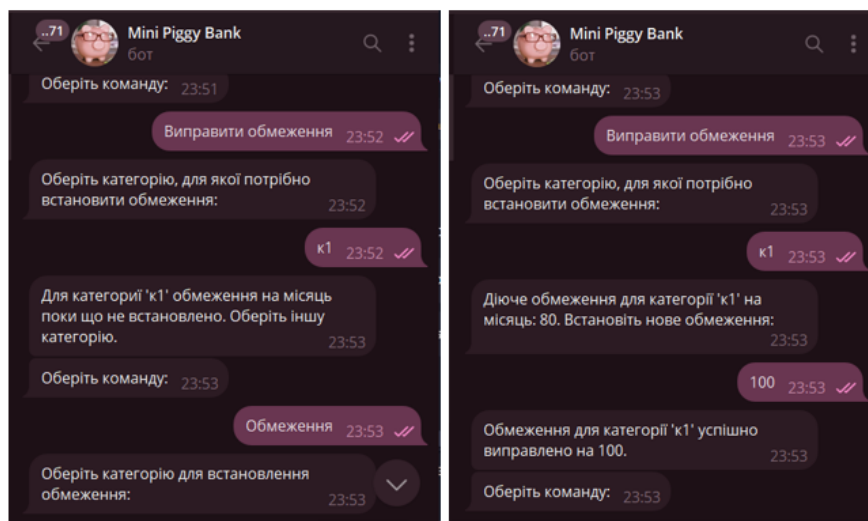 ..71
Mini Piggy Bank
бот
Оберіть команду: 23:51
Виправити обмеження 23:52
Оберіть категорію, для якої потрібно
встановити обмеження: 23:52
к1 23:52
Для категориї 'к1' обмеження на місяць
поки що не встановлено. Оберіть іншу
категорію. 23:53
Оберіть команду: 23:53
Обмеження 23:53
Оберіть категорію для встановлення
обмеження: 23:53
..71
Mini Piggy Bank
бот
Оберіть команду: 23:53
Виправити обмеження 23:53
Оберіть категорію, для якої потрібно
встановити обмеження: 23:53
к1 23:53
Діюче обмеження для категорії 'к1' на
місяць: 80. Встановіть нове обмеження:
23:53
100 23:53
Обмеження для категорії 'к1' успішно
виправлено на 100. 23:53
Оберіть команду: 23:53